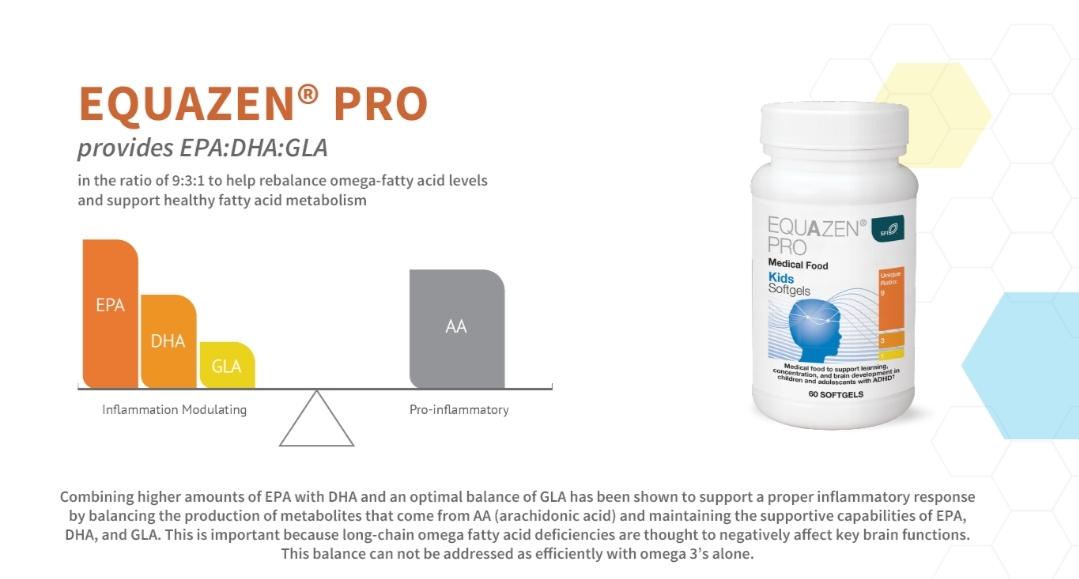 EQUAZEN® PRO
provides EPA:DHA:GLA
in the ratio of 9:3:1 to help rebalance omega-fatty acid levels
and support healthy fatty acid metabolism
EPA
DHA
GLA
AA
Inflammation Modulating
Pro-inflammatory
EQUAZEN®
PRO
Medical Food
Kids
Softgels
Unique
Ratio:
9
3
1
Medical food to support learning,
concentration, and brain development in
children and adolescents with ADHD†
60 SOFTGELS
Combining higher amounts of EPA with DHA and an optimal balance of GLA has been shown to support a proper inflammatory response
by balancing the production of metabolites that come from AA (arachidonic acid) and maintaining the supportive capabilities of EPA,
DHA, and GLA. This is important because long-chain omega fatty acid deficiencies are thought to negatively affect key brain functions.
This balance can not be addressed as efficiently with omega 3’s alone.